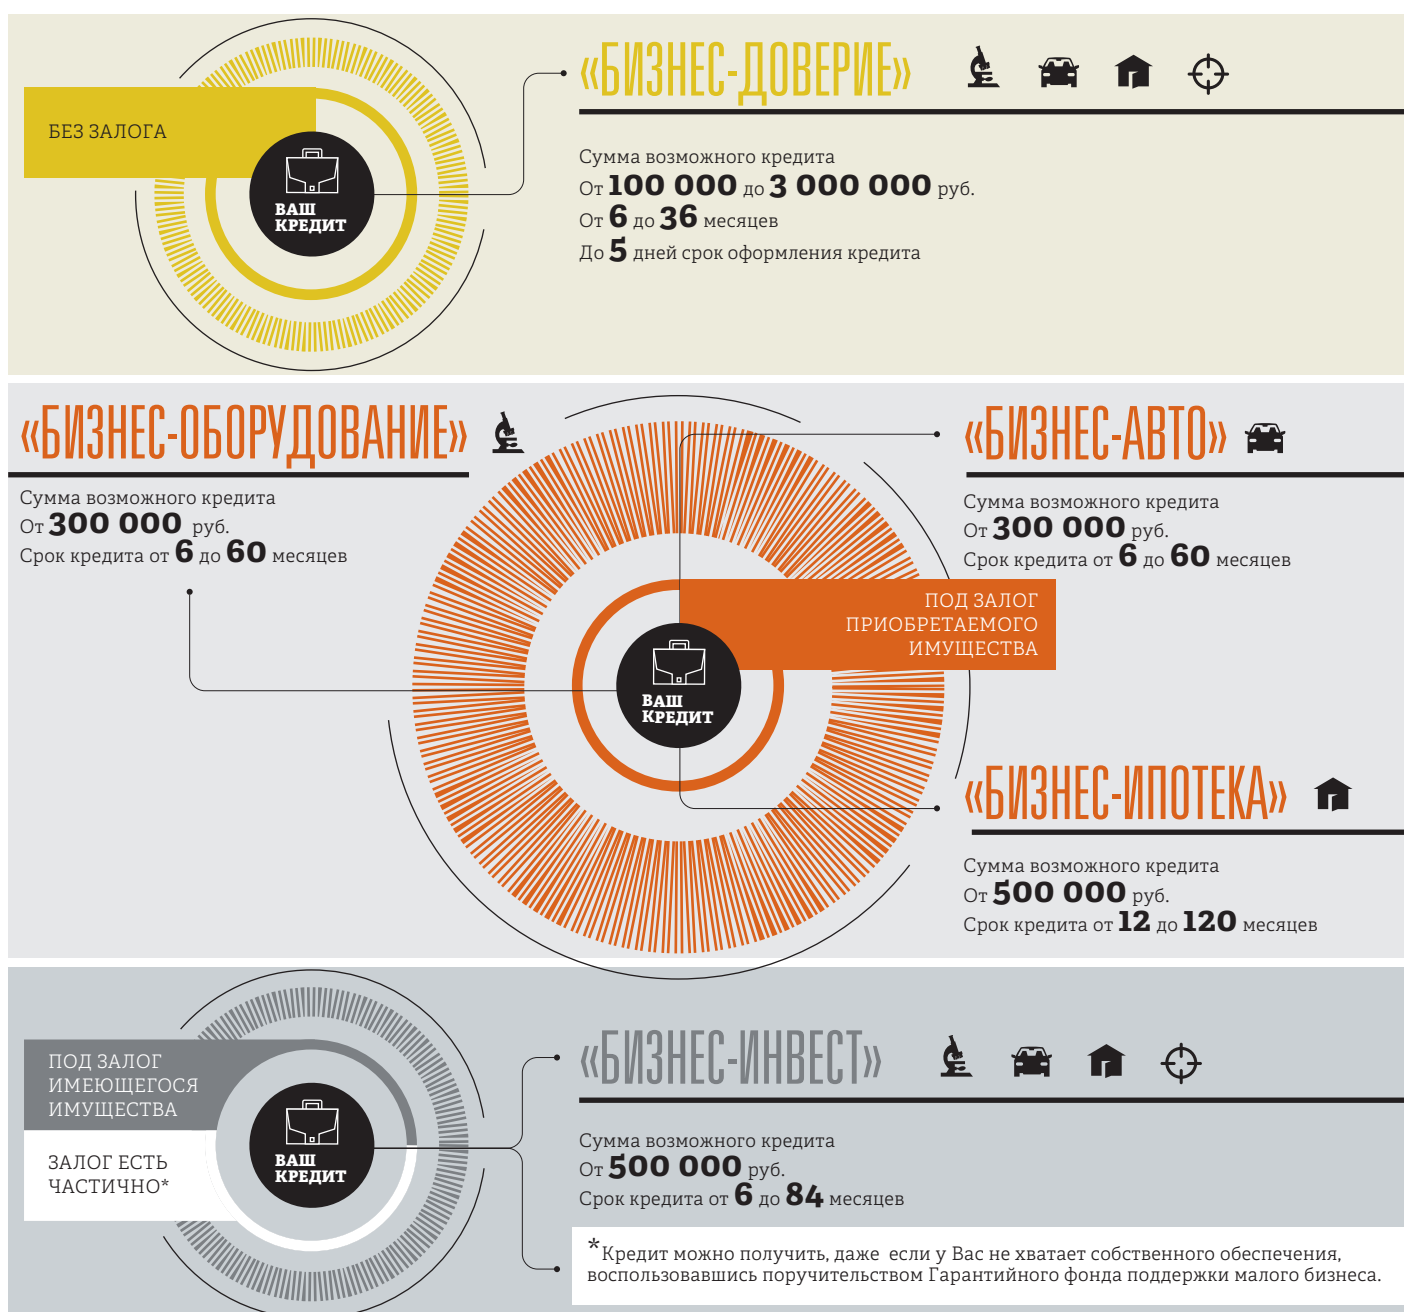 БЕЗ ЗАЛОГА
ВАШ
КРЕДИТ
«БИЗНЕС-ДОВЕРИЕ»
Сумма возможного кредита
От 100 000 до 3 000 000 руб.
От 6 до 36 месяцев
До 5 дней срок оформления кредита
«БИЗНЕС-ОБОРУДОВАНИЕ»
Сумма возможного кредита
От 300 000 руб.
Срок кредита от 6 до 60 месяцев
«БИЗНЕС-АВТО»
Сумма возможного кредита
От 300 000 руб.
Срок кредита от 6 до 60 месяцев
ПОД ЗАЛОГ
ПРИОБРЕТАЕМОГО
ИМУЩЕСТВА
ВАШ
КРЕДИТ
«БИЗНЕС-ИПОТЕКА»
Сумма возможного кредита
От 500 000 руб.
Срок кредита от 12 до 120 месяцев
ПОД ЗАЛОГ
ИМЕЮЩЕГОСЯ
ИМУЩЕСТВА
ЗАЛОГ ЕСТЬ
ЧАСТИЧНО*
ВАШ
КРЕДИТ
«БИЗНЕС-ИНВЕСТ»
Сумма возможного кредита
От 500 000 руб.
Срок кредита от 6 до 84 месяцев
*Кредит можно получить, даже если у Вас не хватает собственного обеспечения,
воспользовавшись поручительством Гарантийного фонда поддержки малого бизнеса.